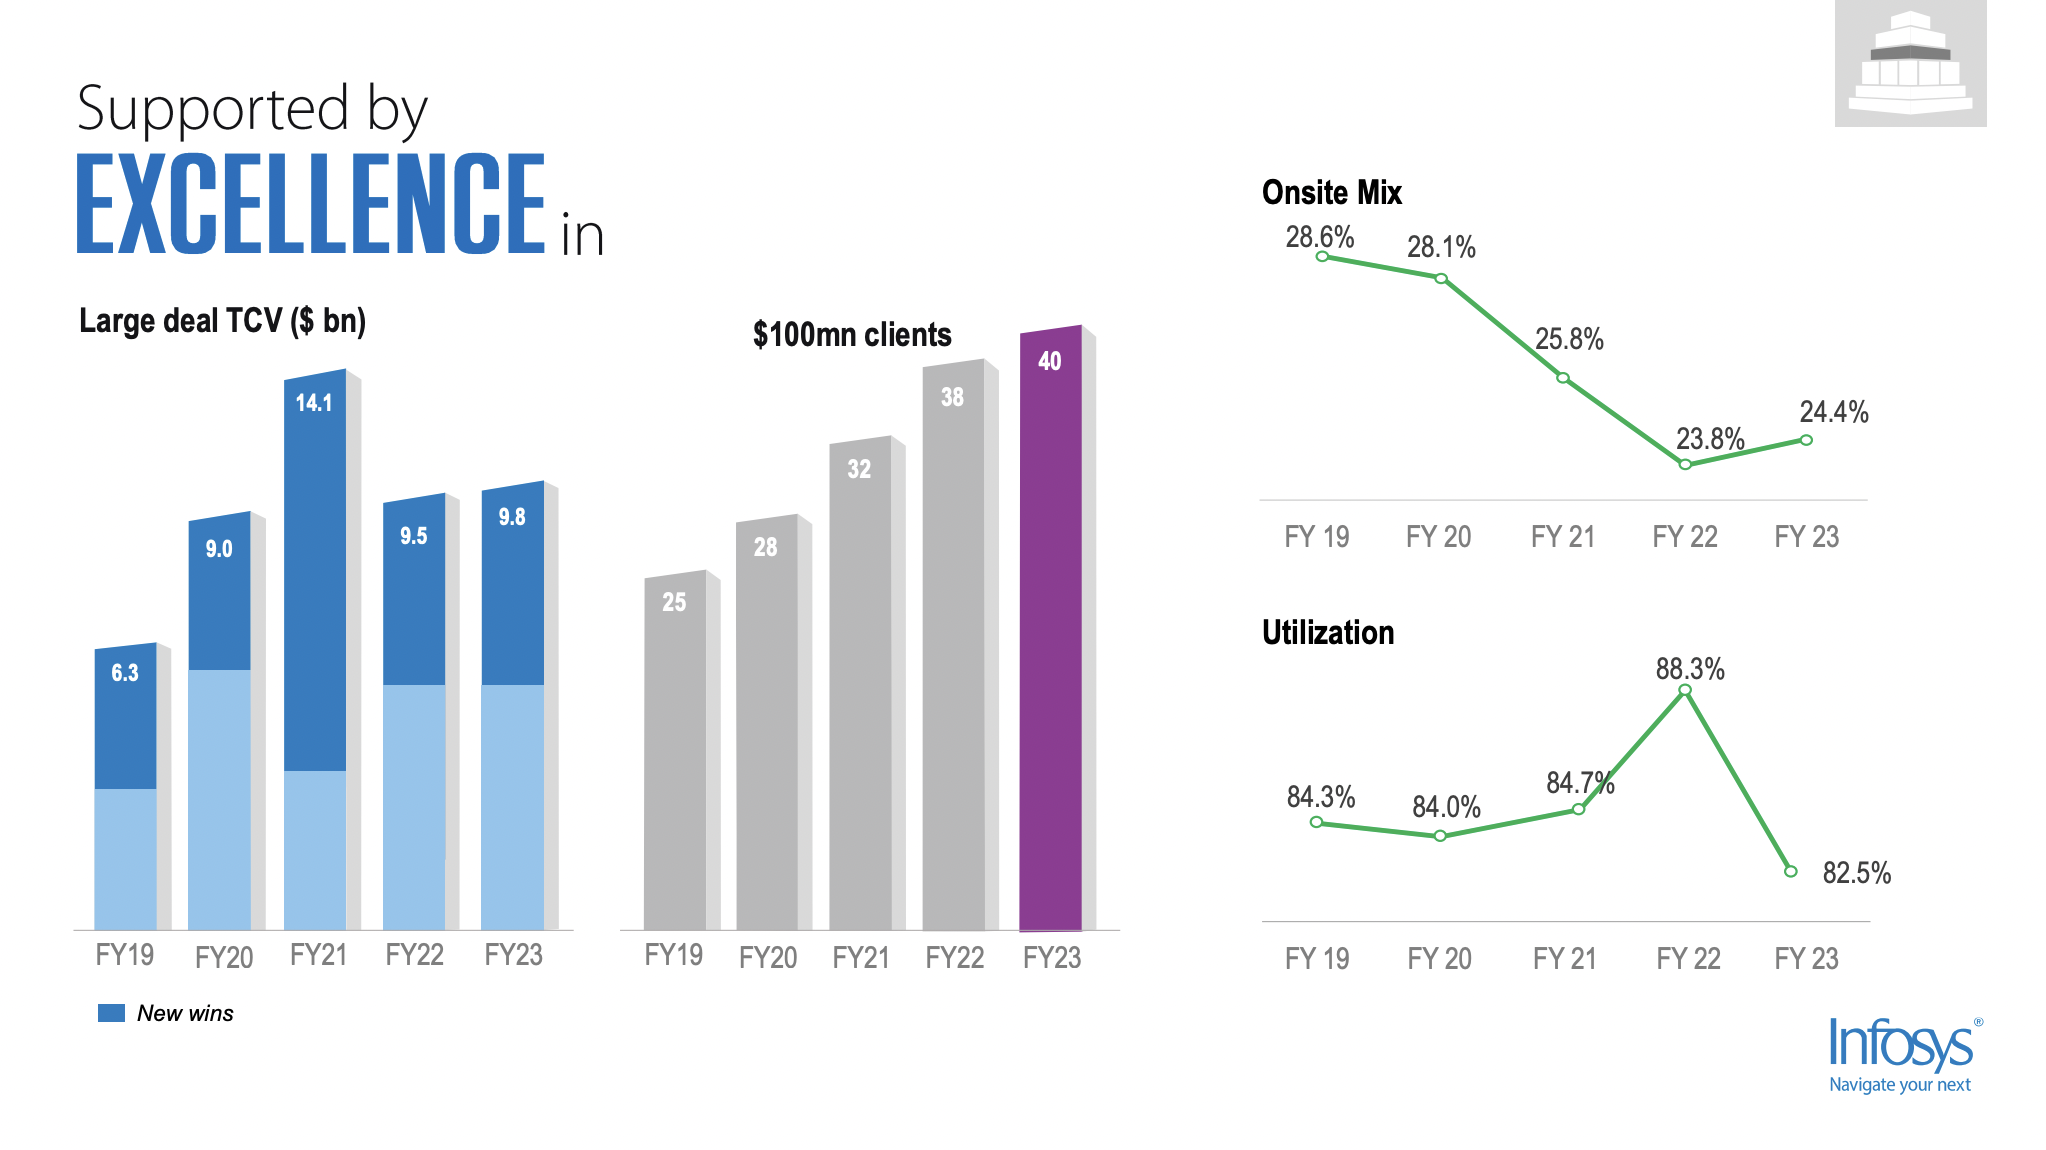 Supported by
EXCELLENCE in
Large deal TCV ($ bn)
6.3
9.0
14.1
9.5
9.8
FY19
FY20
FY21
FY22
FY23
New wins
$100mn clients
25
28
32
38
40
FY19
FY20
FY21
FY22
FY23
Onsite Mix
28.6%
28.1%
25.8%
23.8%
24.4%
FY 19
FY 20
FY 21
FY 22
FY 23
Utilization
84.3%
84.0%
84.7%
88.3%
82.5%
FY 19
FY 20
FY 21
FY 22
FY 23
Infosys®
Navigate your next